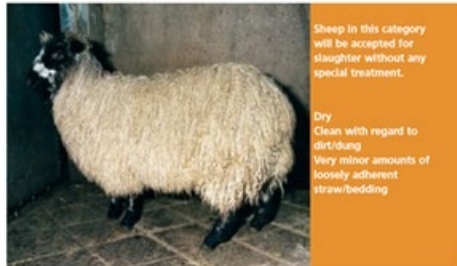 Sheep in this category
will be accepted for
slaughter without any
special treatment.
Dry
Clean with regard to
dirt/dung
Very minor amounts of
loosely adherent
straw/bedding